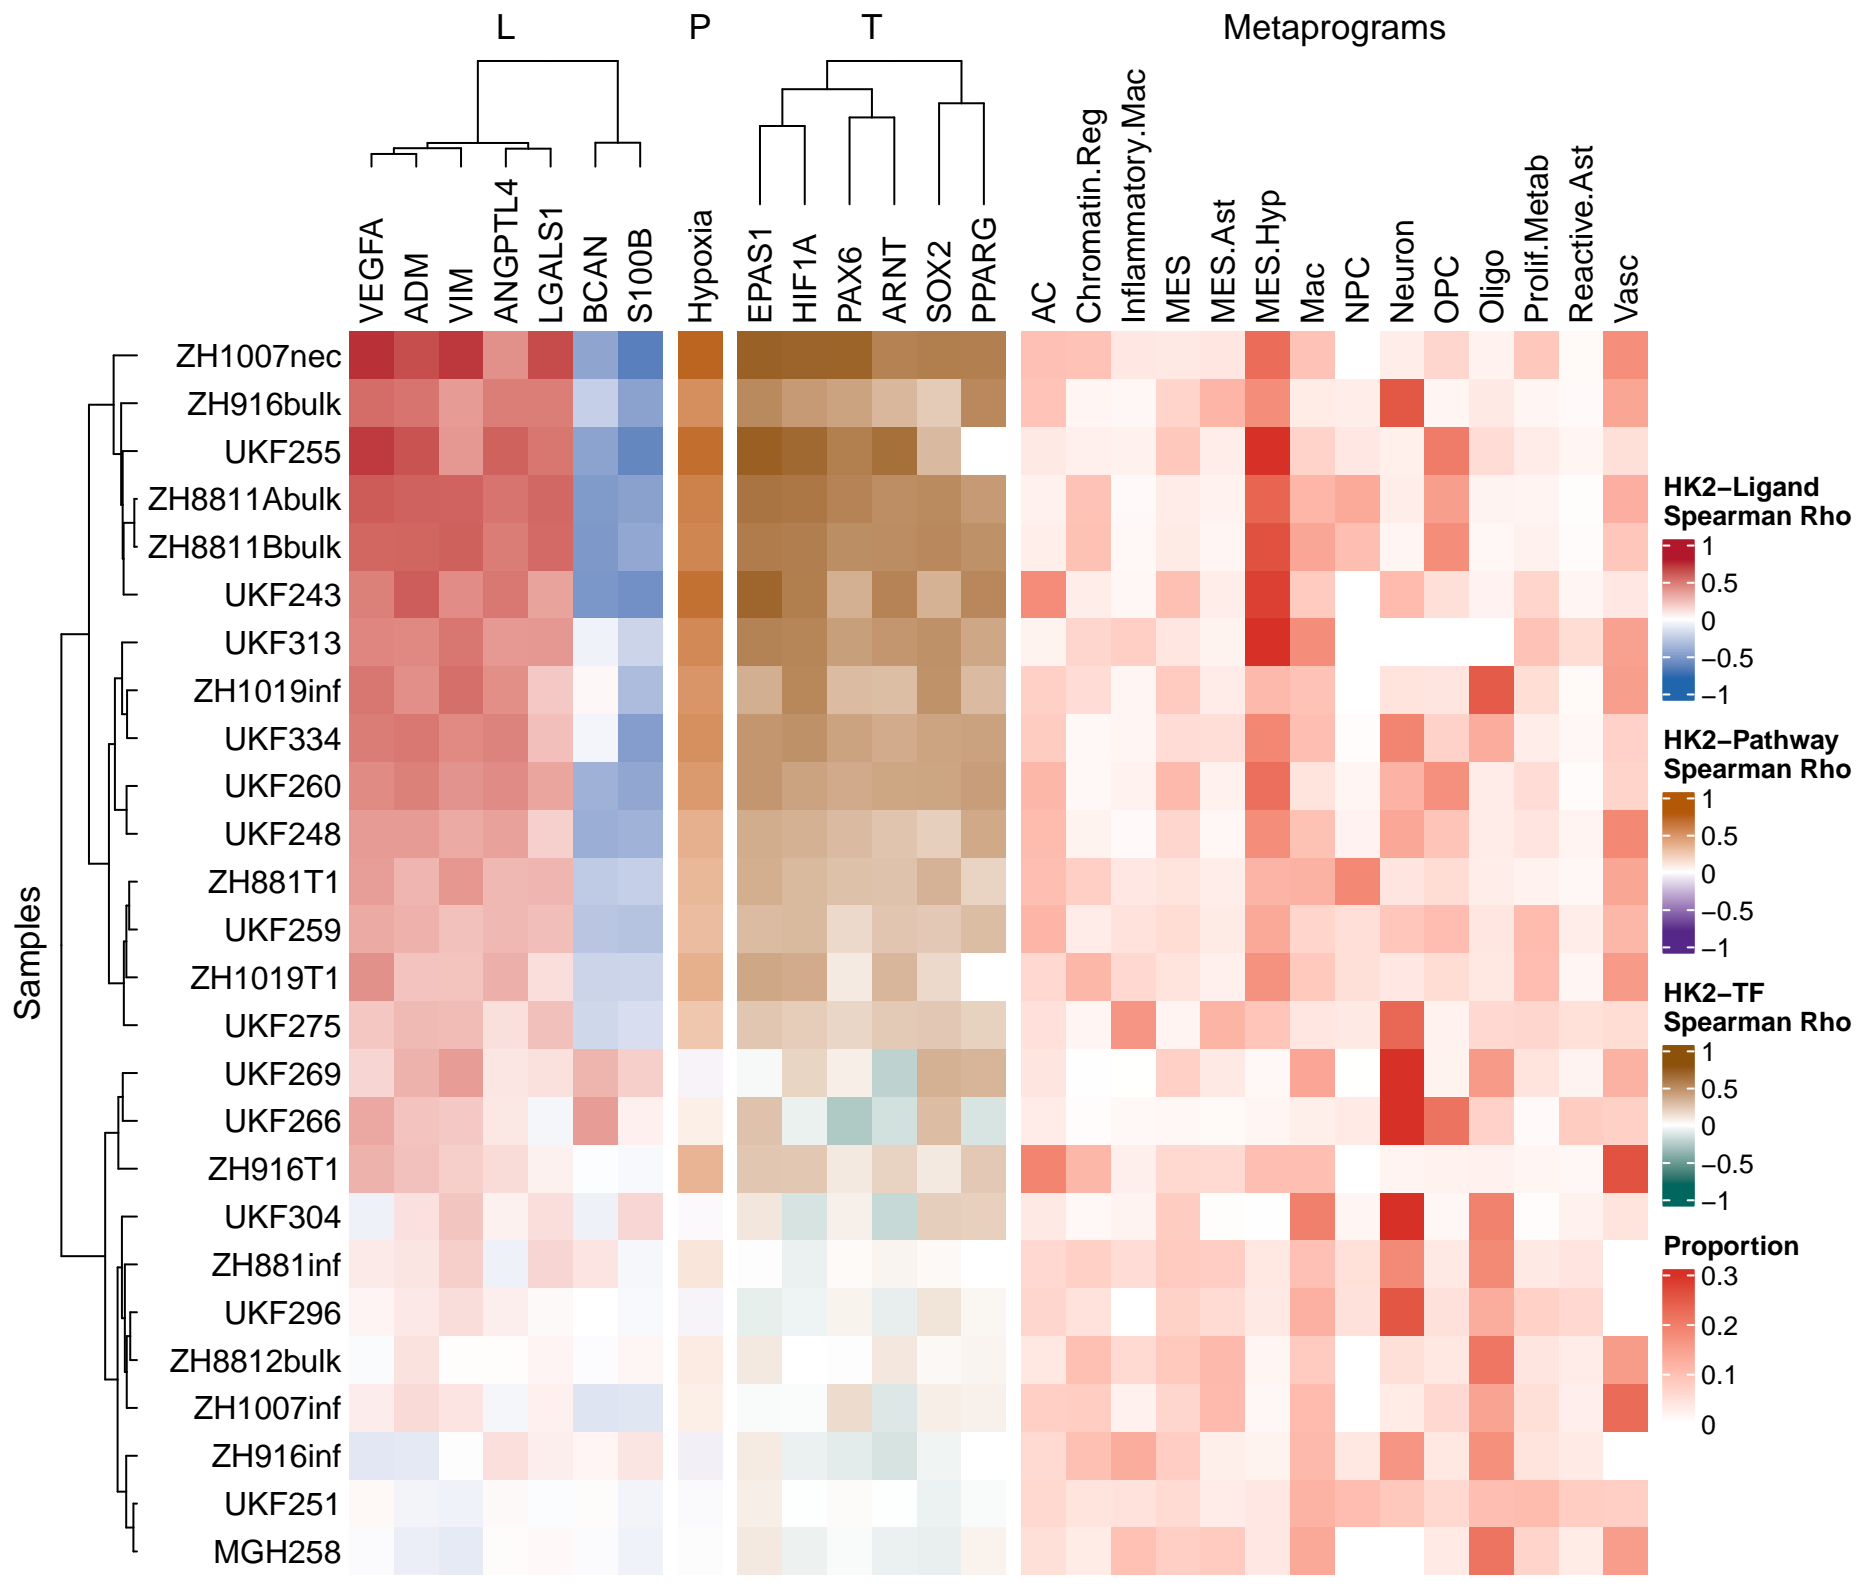 L
P
T
Metaprograms
VEGFA
ADM
VIM
ANGPTL4
LGALS1
BCAN
S100B
Hypoxia
EPAS1
HIF1A
PAX6
ARNT
SOX2
PPARG
AC
Chromatin.Reg
Inflammatory.Mac
MES
MES.Ast
MES.Hyp
Mac
NPC
Neuron
OPC
Oligo
Prolif.Metab
Reactive.Ast
Vasc
Samples
ZH1007nec
ZH916bulk
UKF255
ZH8811Abulk
ZH8811Bbulk
UKF243
UKF313
ZH1019inf
UKF334
UKF260
UKF248
ZH881T1
UKF259
ZH1019T1
UKF275
UKF269
UKF266
ZH916T1
UKF304
ZH881inf
UKF296
ZH8812bulk
ZH1007inf
ZH916inf
UKF251
MGH258
HK2−Ligand
Spearman Rho
1
0.5
0
−0.5
−1
HK2−Pathway
Spearman Rho
1
0.5
0
−0.5
−1
HK2−TF
Spearman Rho
1
0.5
0
−0.5
−1
Proportion
0.3
0.2
0.1
0